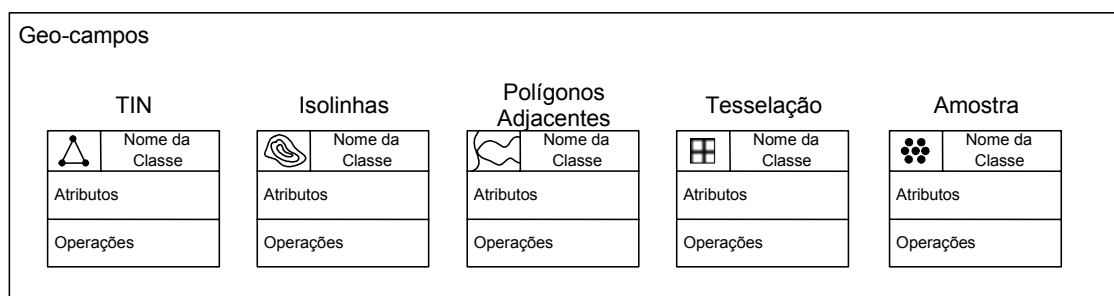 Geo-campos
TIN
Nome da
Classe
Atributos
Operações
Isolinhas
Nome da
Classe
Atributos
Operações
Polígonos
Adjacentes
Nome da
Classe
Atributos
Operações
Tesselação
Nome da
Classe
Atributos
Operações
Amostra
Nome da
Classe
Atributos
Operações